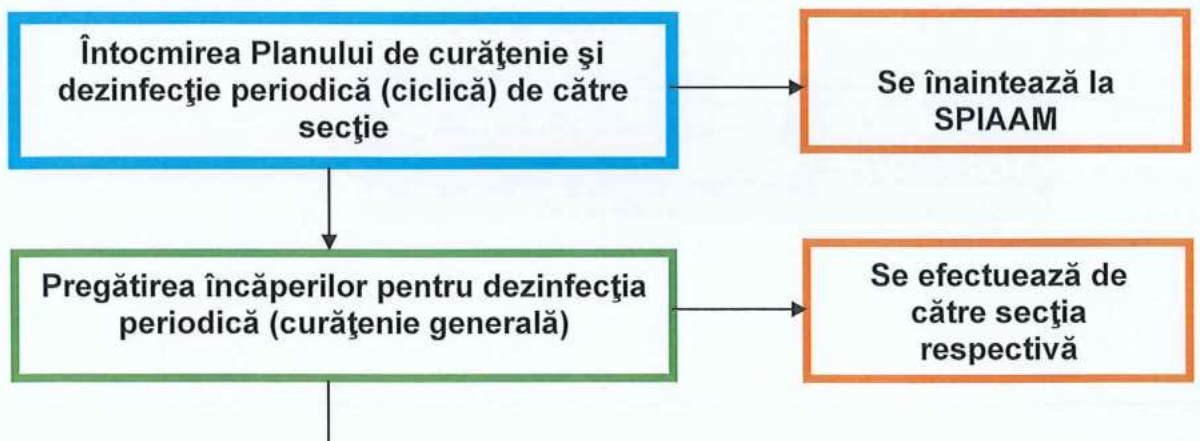 Întocmirea Planului de curăţenie şi
dezinfecţie periodică (ciclică) de către
secţie
Se înaintează la
SPIAAM
Pregătirea încăperilor pentru dezinfecţia
periodică (curăţenie generală)
Se efectuează de
către secţia
respectivă